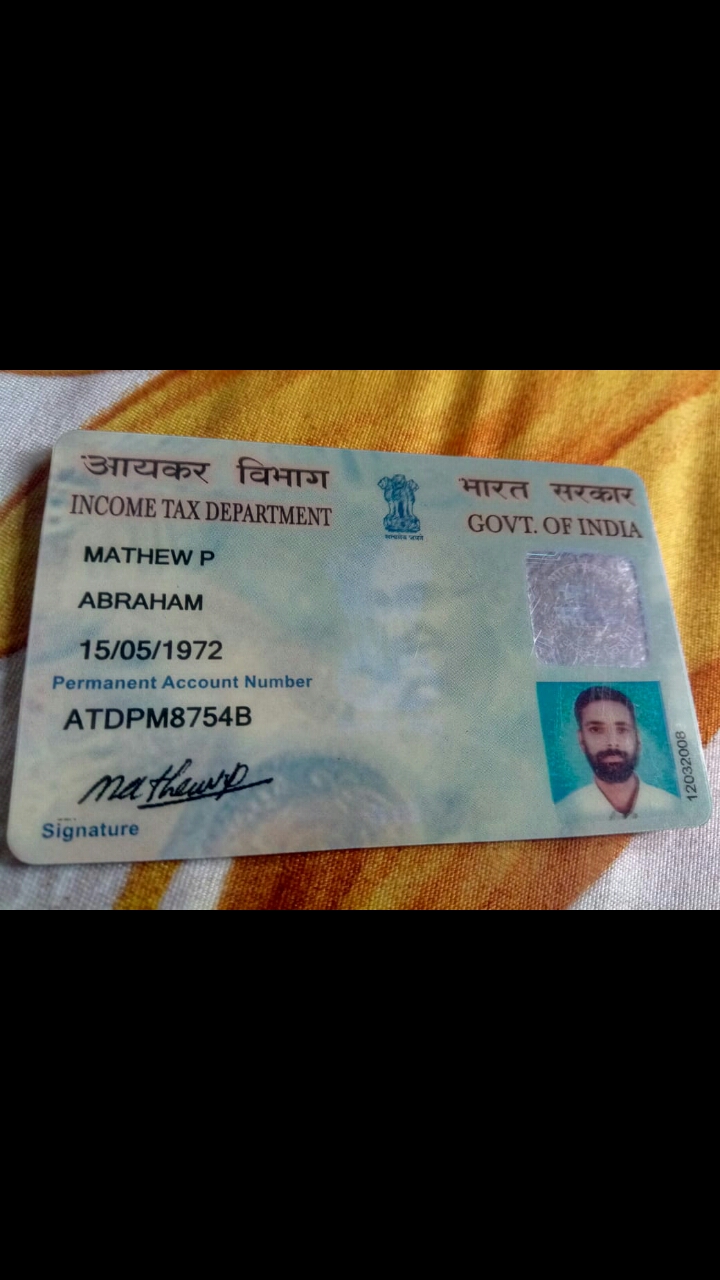 आयकर विभाग
INCOME TAX DEPARTMENT
भारत सरकार
GOVT. OF INDIA
सत्यमेव जयते
MATHEW P
ABRAHAM
15/05/1972
Permanent Account Number
ATDPM8754B
Mathewp
Signature
12032008